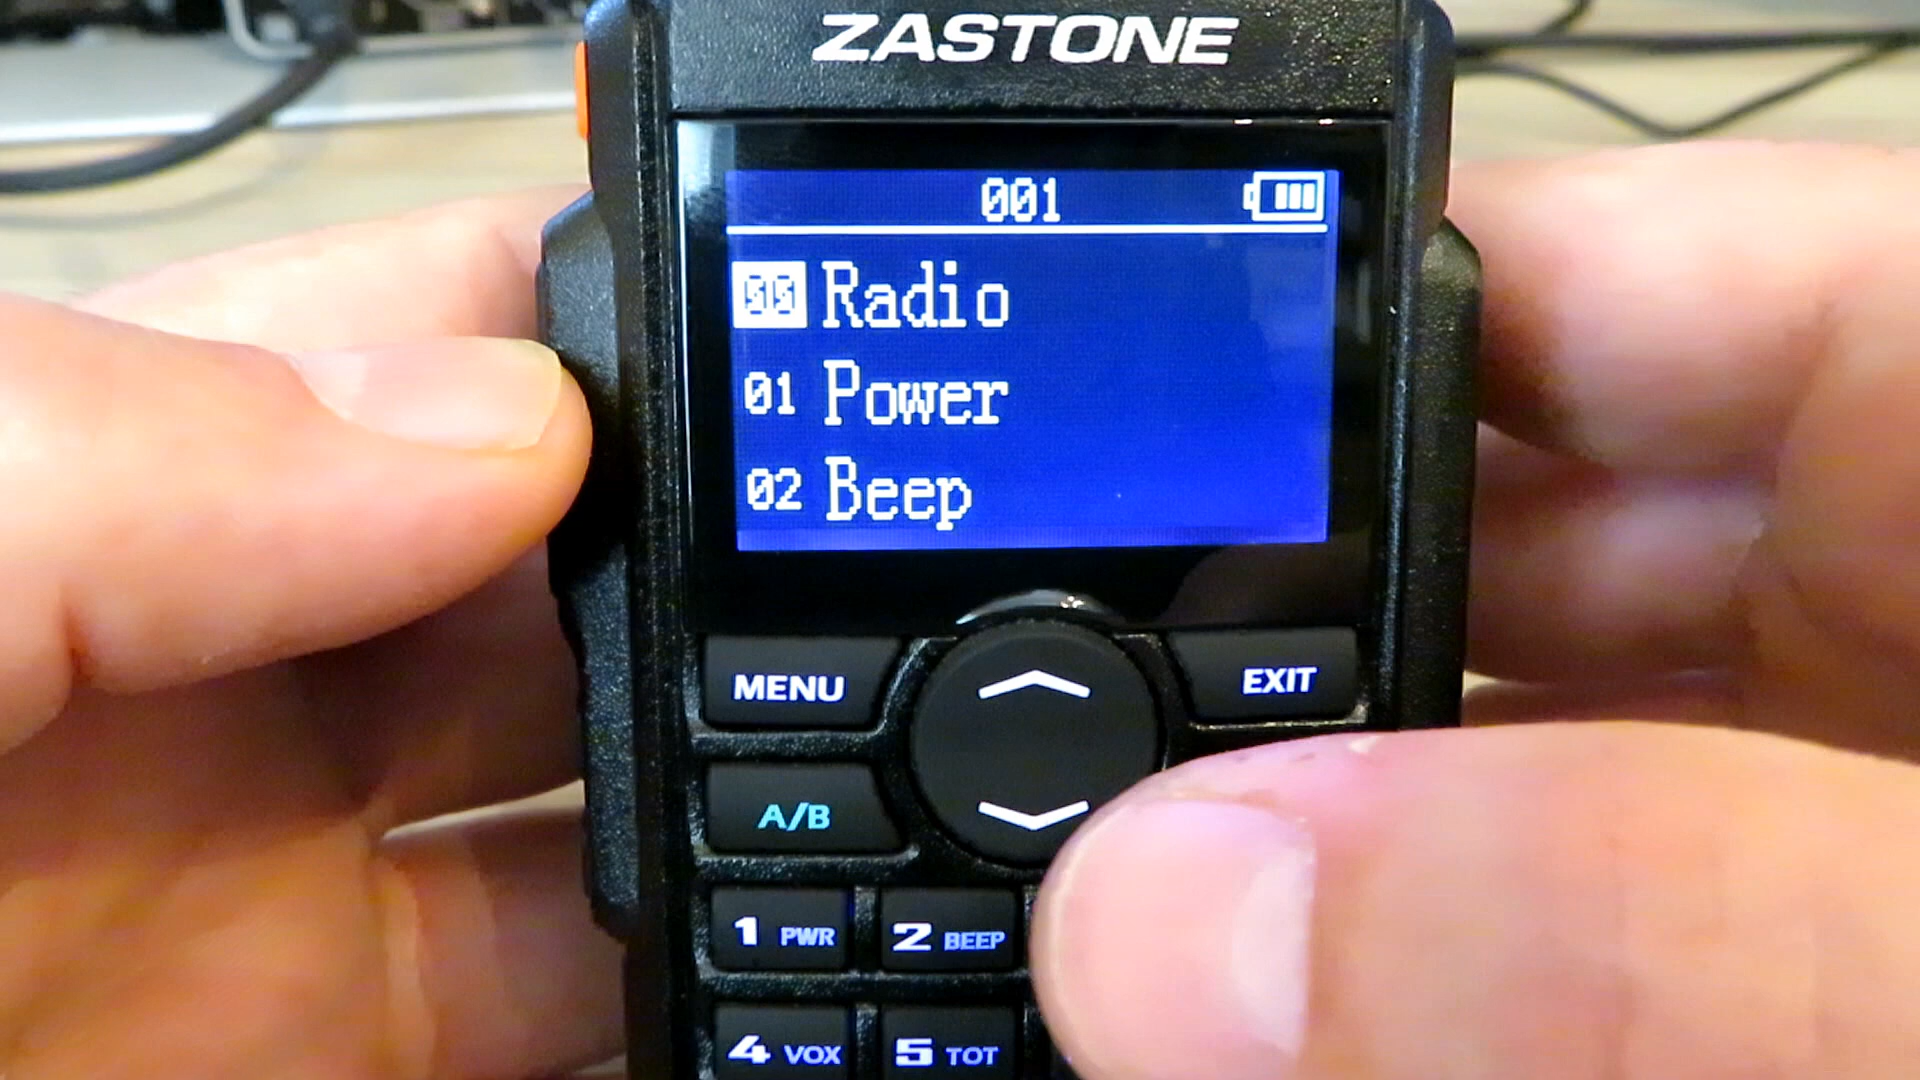 ZASTONE
001
00 Radio
01 Power
02 Beep
MENU
EXIT
A/B
1 PWR
2 BEEP
4 VOX
5 TOT